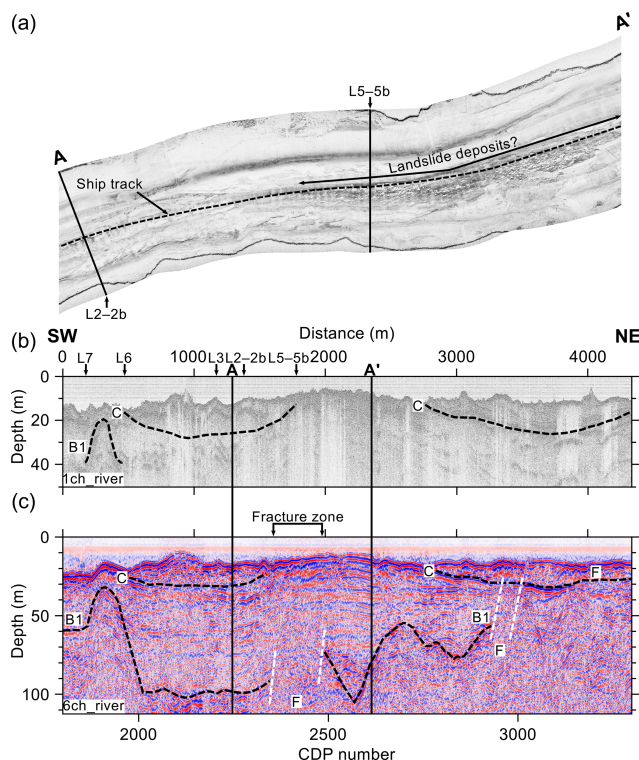 (a)
A'
L5–5b
A
Landslide deposits?
Ship track
L2–2b
(b) SW Distance (m) NE
0 1000 2000 3000 4000
L7 L6 L3 L2–2b L5–5b
A A'
0
20
40
Depth (m)
C C
B1
1ch_river
(c)
Fracture zone
0
50
100
Depth (m)
C C F
B1 B1
F
F
6ch_river
2000 2500 3000
CDP number